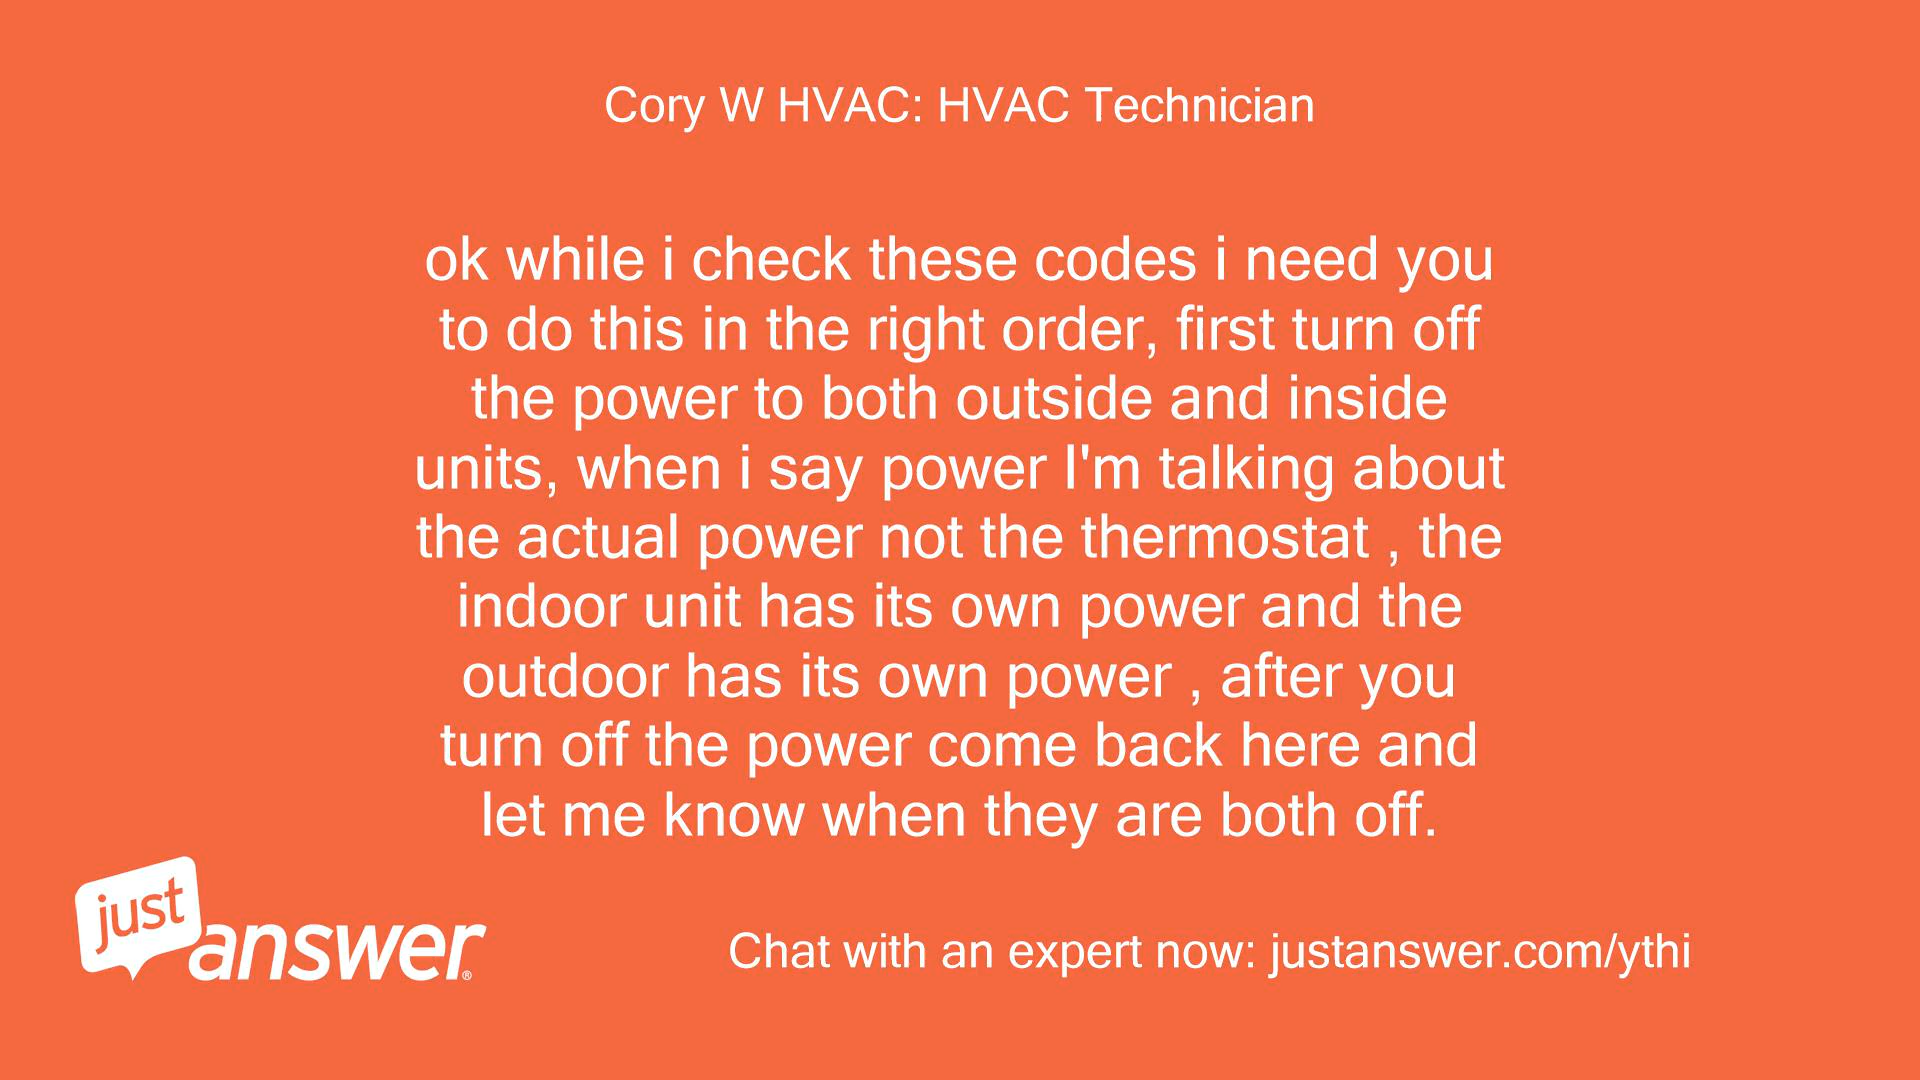 Cory W HVAC: HVAC Technician
ok while i check these codes i need you
to do this in the right order, first turn off
the power to both outside and inside
units, when i say power I'm talking about
the actual power not the thermostat , the
indoor unit has its own power and the
outdoor has its own power , after you
turn off the power come back here and
let me know when they are both off.
just
answer®
Chat with an expert now: justanswer.com/ythi